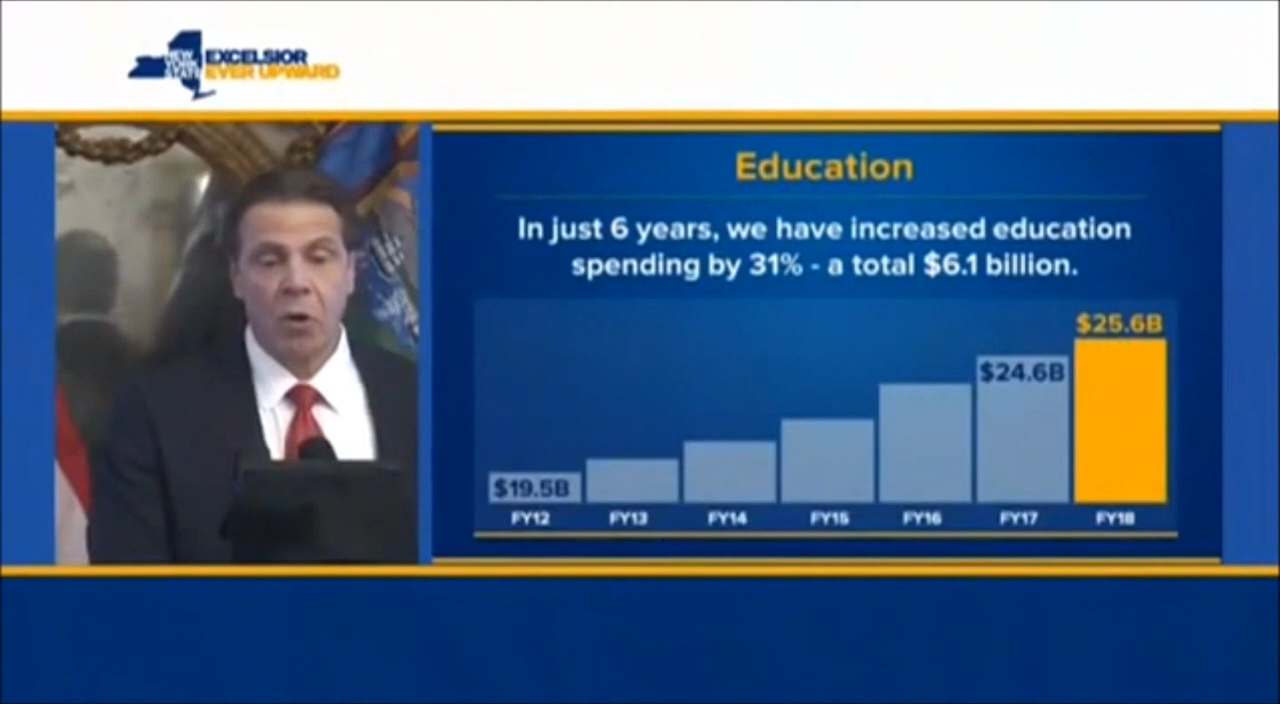 NEW
YORK
STATE
EXCELSIOR
EVER UPWARD
Education
In just 6 years, we have increased education
spending by 31% - a total $6.1 billion.
$25.6B
$24.6B
$19.5B
FY12 FY13 FY14 FY15 FY16 FY17 FY18